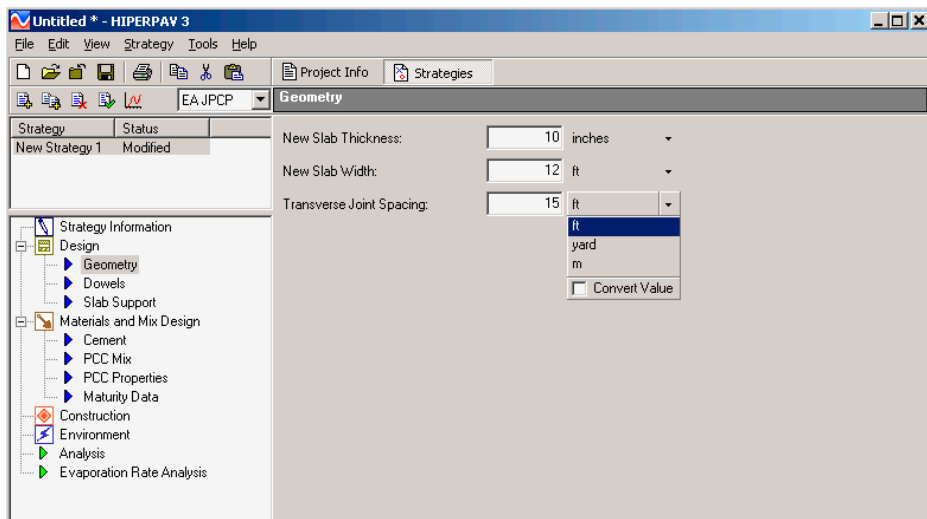 Untitled * - HIPERPAV 3
File Edit View Strategy Tools Help
Project Info Strategies
EA JPCP Geometry
Strategy Status
New Strategy 1 Modified
New Slab Thickness: 10 inches
New Slab Width: 12 ft
Transverse Joint Spacing: 15 ft
ft
yard
m
Convert Value
Strategy Information
Design
Geometry
Dowels
Slab Support
Materials and Mix Design
Cement
PCC Mix
PCC Properties
Maturity Data
Construction
Environment
Analysis
Evaporation Rate Analysis